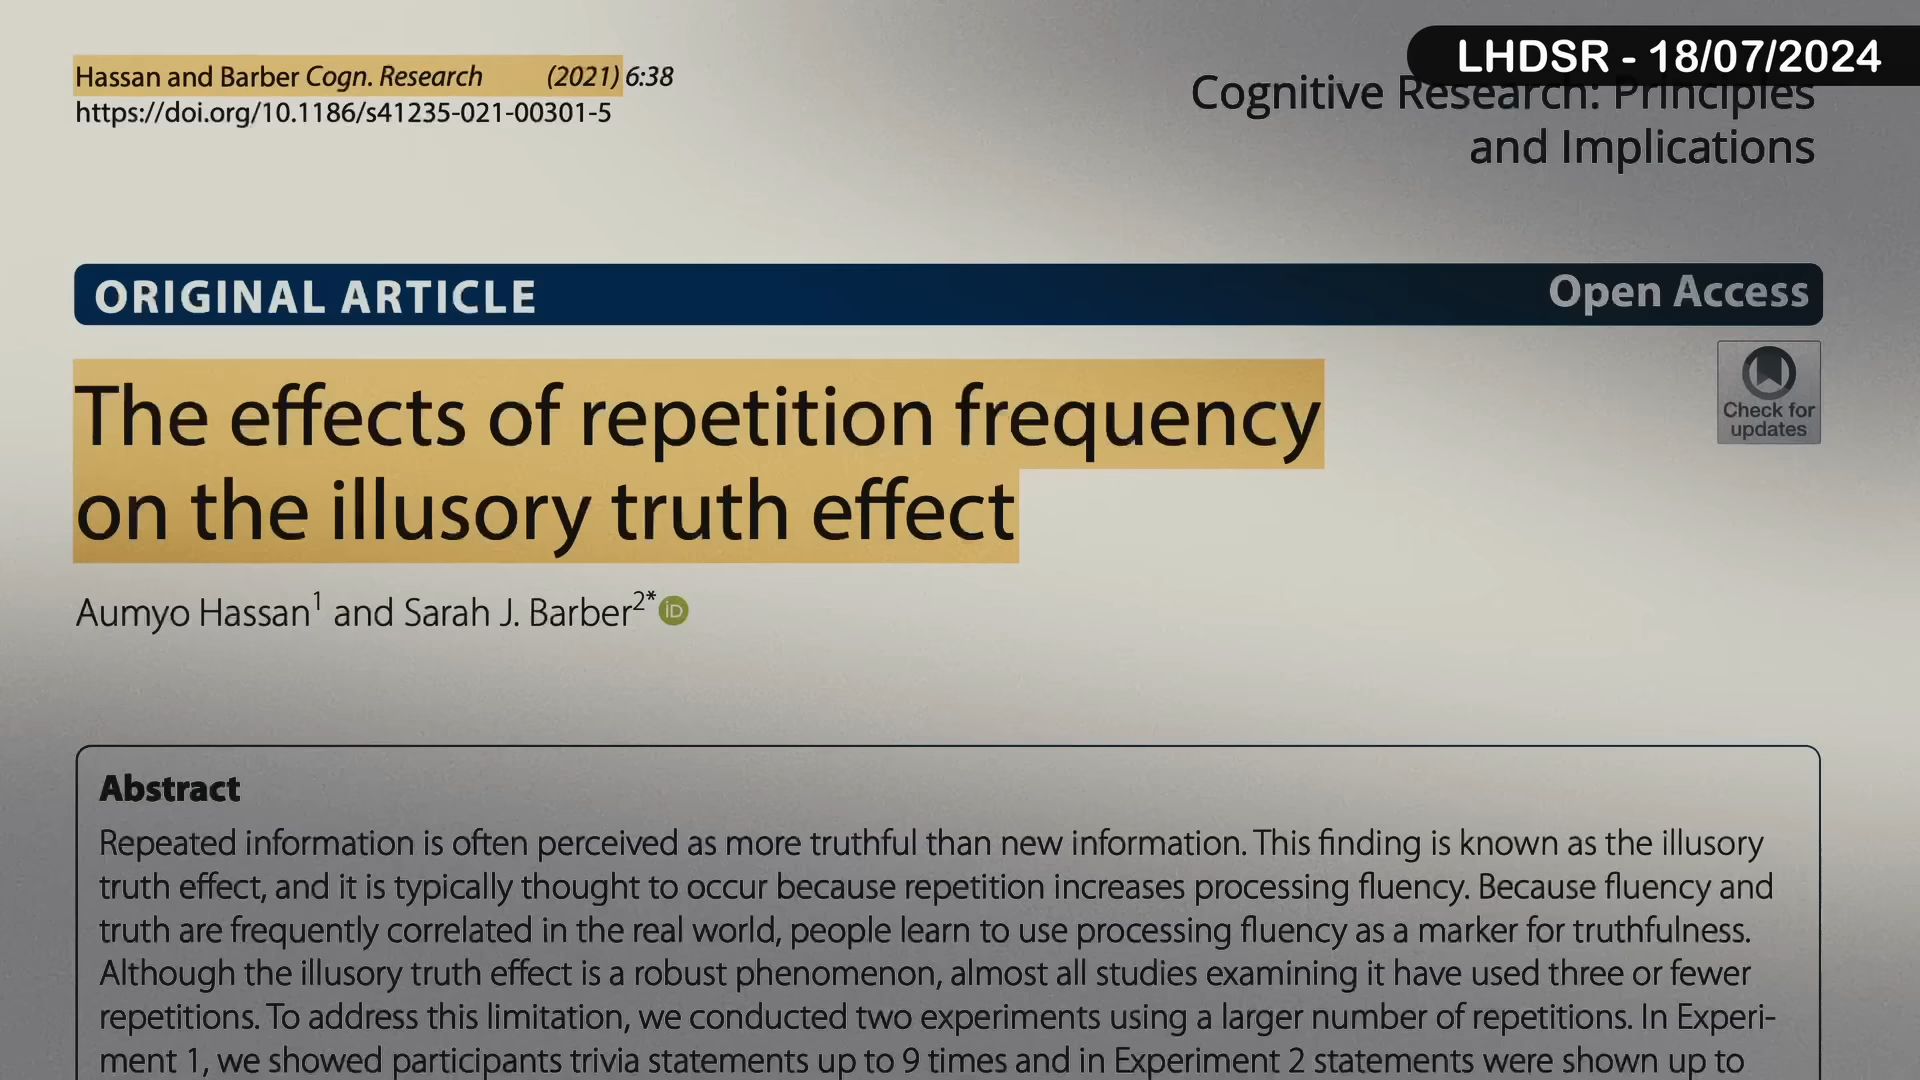 LHDSR - 18/07/2024
Hassan and Barber Cogn. Research (2021) 6:38
https://doi.org/10.1186/s41235-021-00301-5
Cognitive Research: Principles
and Implications
ORIGINAL ARTICLE Open Access
Check for
updates
The effects of repetition frequency
on the illusory truth effect
Aumyo Hassan1 and Sarah J. Barber2* iD
Abstract
Repeated information is often perceived as more truthful than new information. This finding is known as the illusory
truth effect, and it is typically thought to occur because repetition increases processing fluency. Because fluency and
truth are frequently correlated in the real world, people learn to use processing fluency as a marker for truthfulness.
Although the illusory truth effect is a robust phenomenon, almost all studies examining it have used three or fewer
repetitions. To address this limitation, we conducted two experiments using a larger number of repetitions. In Experi-
ment 1, we showed participants trivia statements up to 9 times and in Experiment 2 statements were shown up to